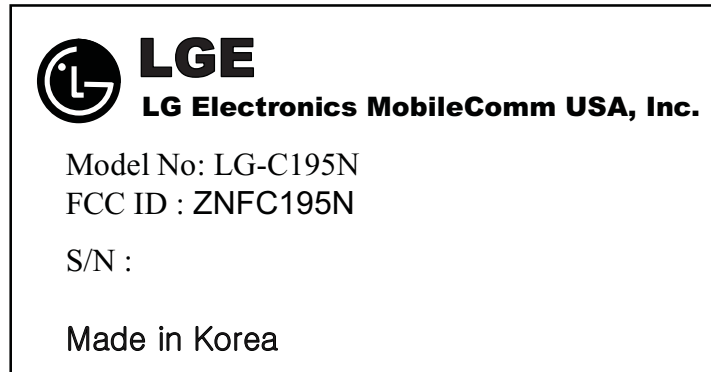 LGE
LG Electronics MobileComm USA, Inc.
Model No: LG-C195N
FCC ID : ZNFC195N
S/N :
Made in Korea